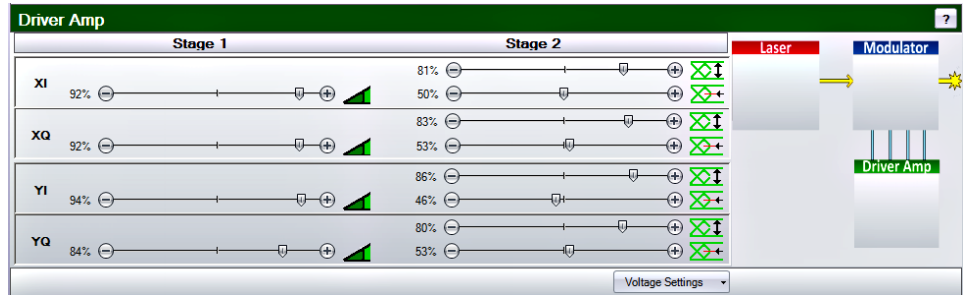 Driver Amp ?
Stage 1 Stage 2 Laser Modulator
XI 92% 81%
50%
XQ 92% 83%
53%
YI 94% 86%
46%
Driver Amp
YQ 84% 80%
53%
Voltage Settings